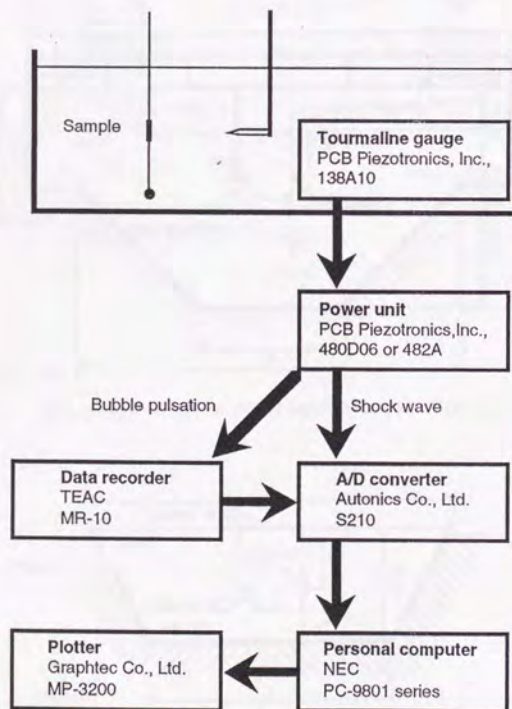 Sample
Tourmaline gauge
PCB Piezotronics, Inc.,
138A10
Power unit
PCB Piezotronics,Inc.,
480D06 or 482A
Bubble pulsation
Shock wave
Data recorder
TEAC
MR-10
A/D converter
Autonics Co., Ltd.
S210
Plotter
Graphtec Co., Ltd.
MP-3200
Personal computer
NEC
PC-9801 series